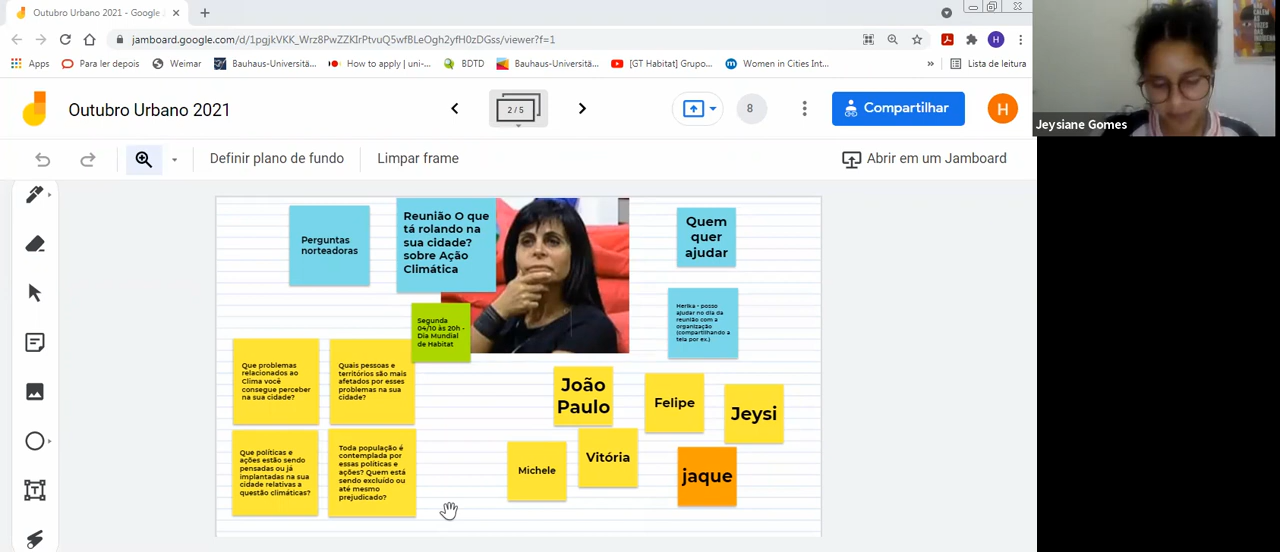 Outubro Urbano 2021 - Google J
jamboard.google.com/d/1pgjkVKK_Wrz8PwZZKIrPtvuQ5wfBLeOgh2yfH0zDGss/viewer?f=1
H
Apps
Para ler depois
Weimar
Bauhaus-Universitä...
How to apply | uni-...
BDTD
Bauhaus-Universitä...
[GT Habitat] Grupo...
Women in Cities Int...
»
Lista de leitura
Outubro Urbano 2021
2 / 5
8
Compartilhar
H
Definir plano de fundo
Limpar frame
Abrir em um Jamboard
Perguntas
norteadoras
Reunião O que
tá rolando na
sua cidade?
sobre Ação
Climática
Quem
quer
ajudar
Segunda
04/10 às 20h -
Dia Mundial
de Habitat
Herika - posso
ajudar no dia da
reunião com a
organização
(compartilhando a
tela por ex.)
Que problemas
relacionados ao
Clima você
consegue perceber
na sua cidade?
Quais pessoas e
territórios são mais
afetados por esses
problemas na sua
cidade?
Que políticas e
ações estão sendo
pensadas ou já
implantadas na sua
cidade relativas a
questão climáticas?
Toda população é
contemplada por
essas políticas e
ações? Quem está
sendo excluído ou
até mesmo
prejudicado?
João
Paulo
Felipe
Jeysi
Michele
Vitória
jaque
Jeysiane Gomes